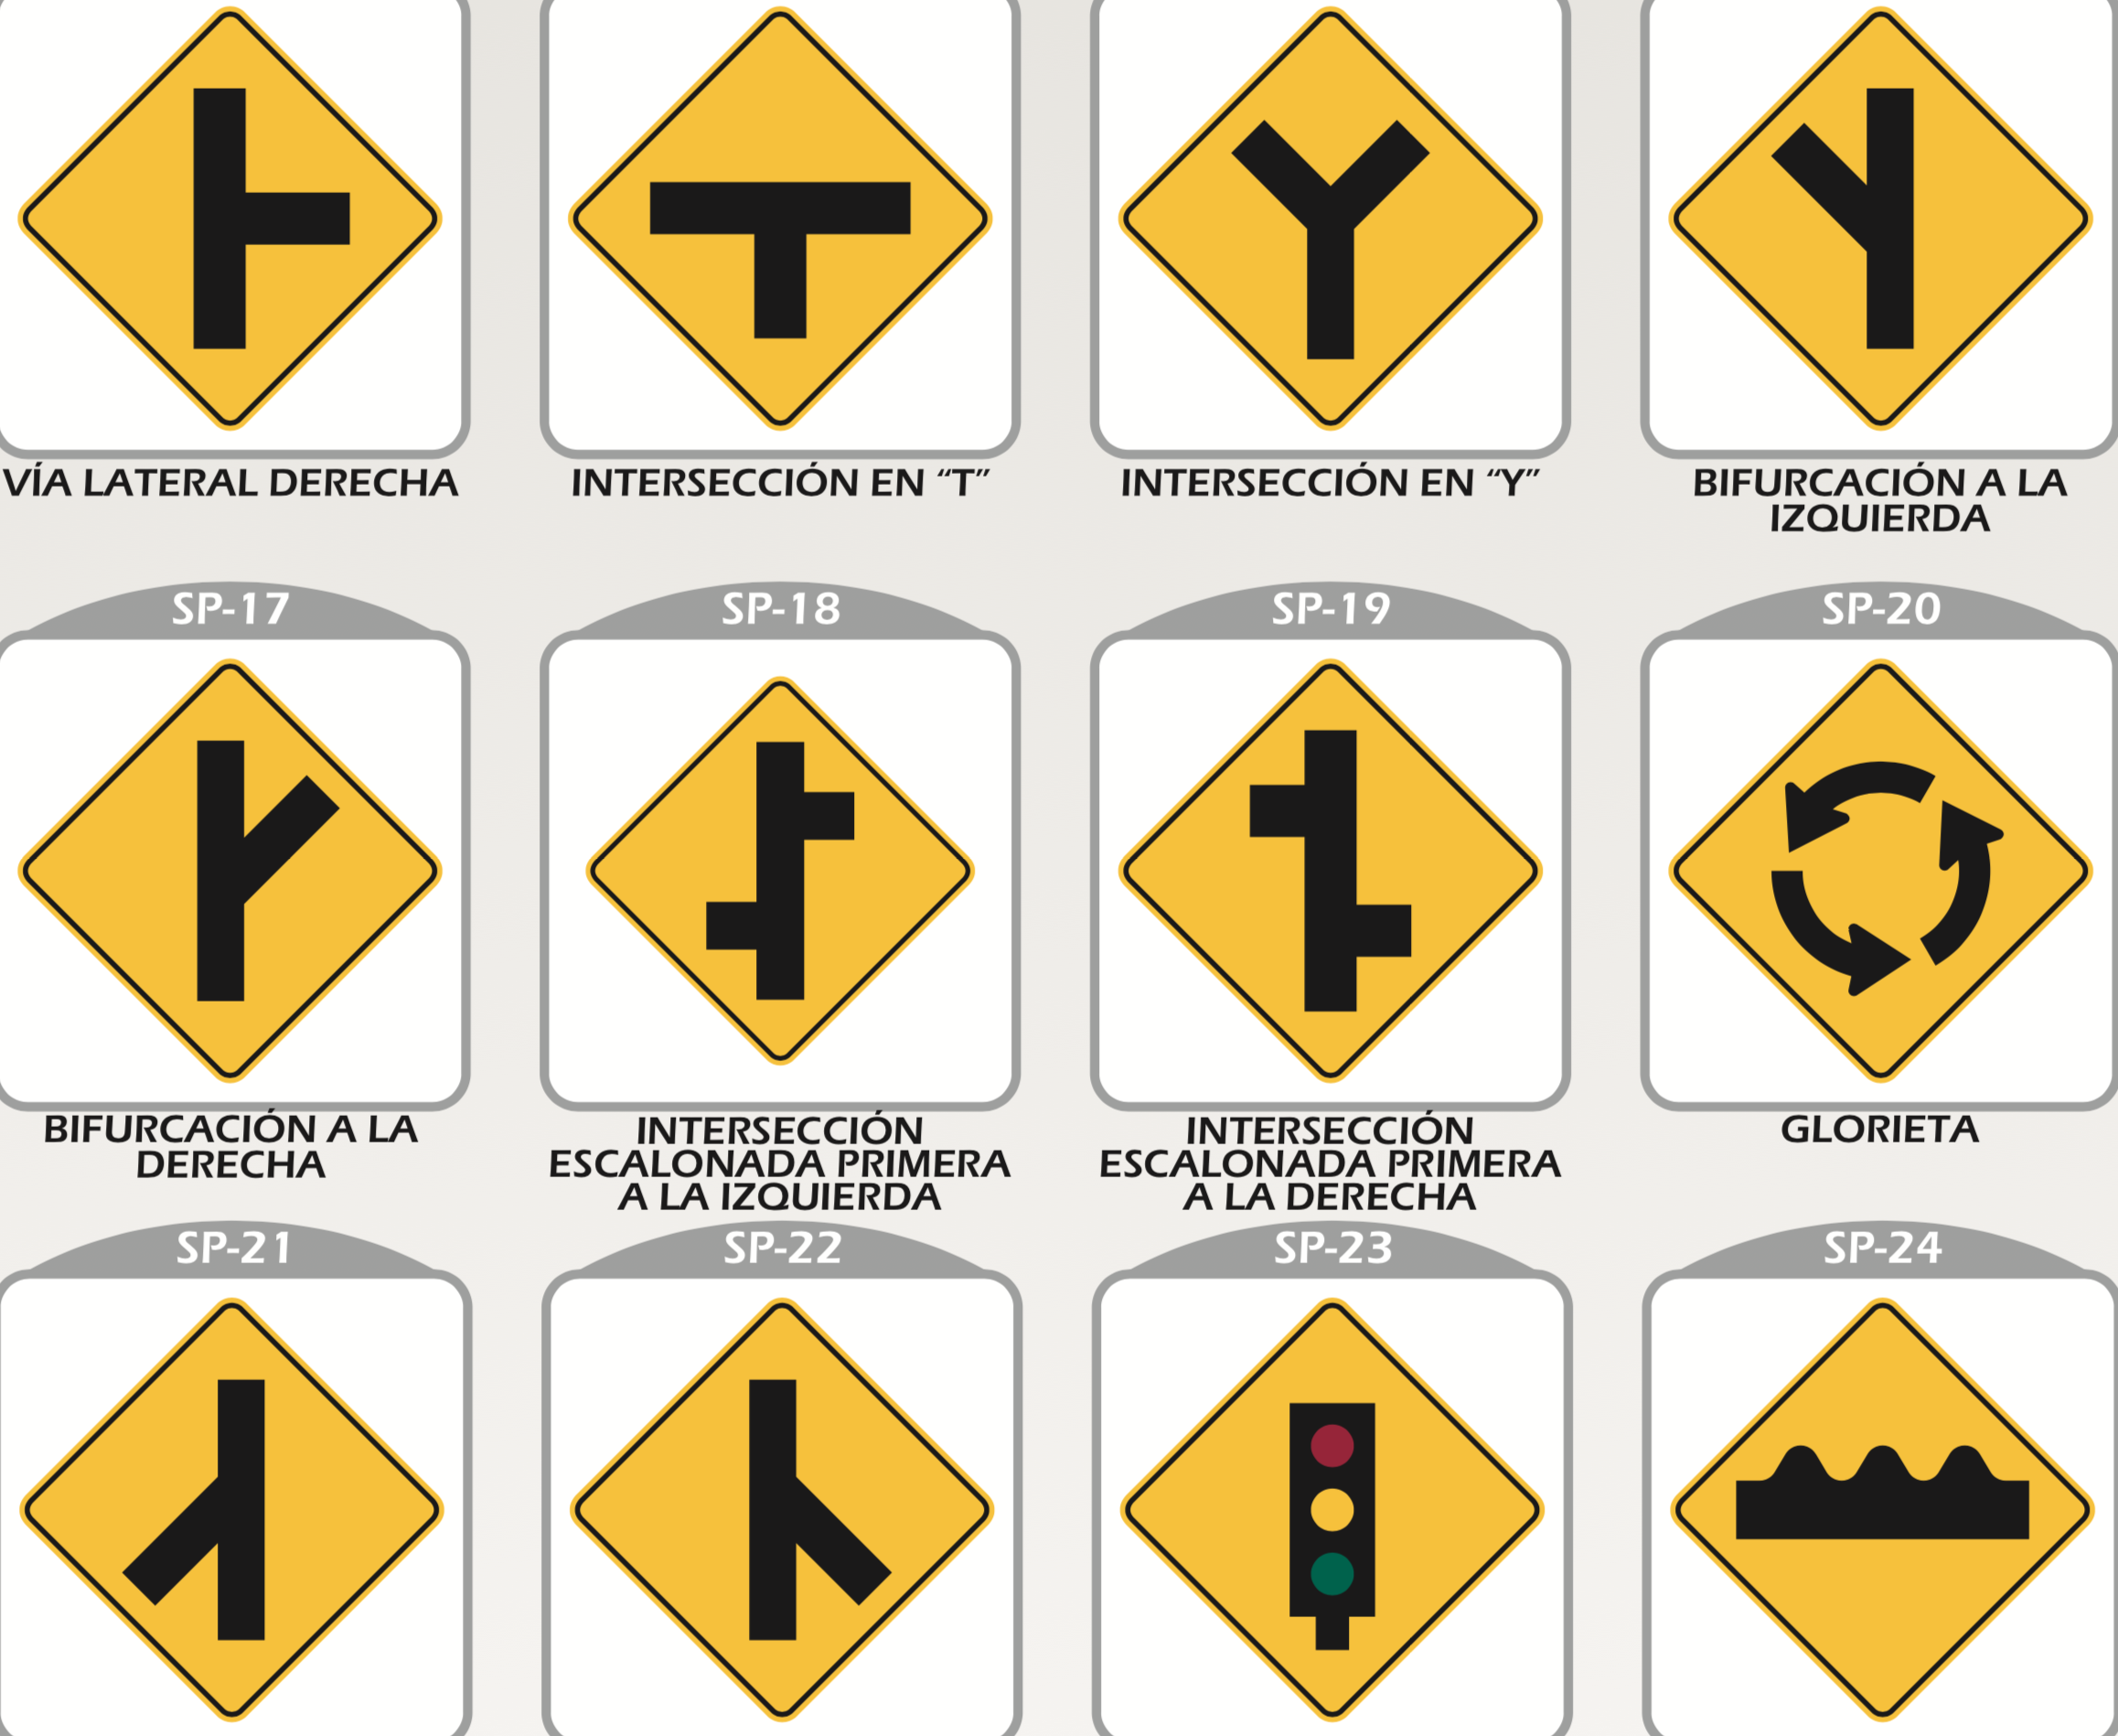 VÍA LATERAL DERECHA
INTERSECCIÓN EN “T”
INTERSECCIÓN EN “Y”
BIFURCACIÓN A LA
IZQUIERDA
SP-17
SP-18
SP-19
SP-20
BIFURCACIÓN A LA
DERECHA
INTERSECCIÓN
ESCALONADA PRIMERA
A LA IZQUIERDA
INTERSECCIÓN
ESCALONADA PRIMERA
A LA DERECHA
GLORIETA
SP-21
SP-22
SP-23
SP-24